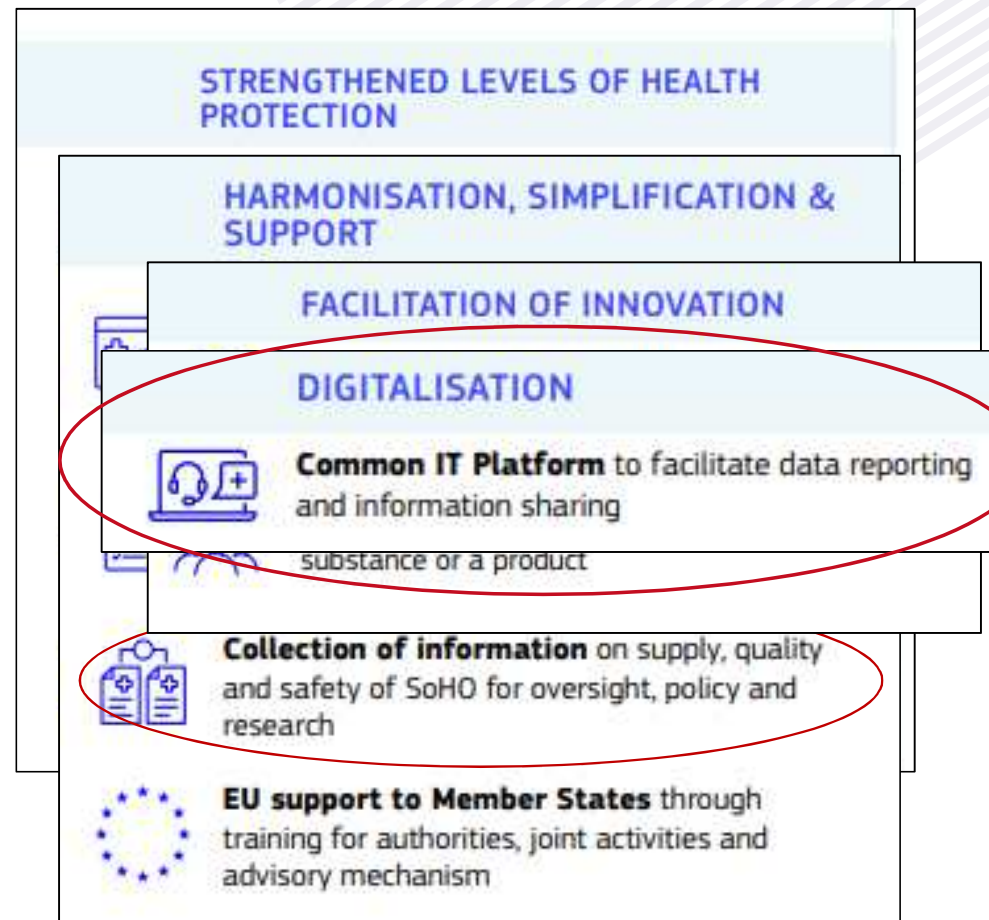 STRENGTHENED LEVELS OF HEALTH
PROTECTION
HARMONISATION, SIMPLIFICATION &
SUPPORT
FACILITATION OF INNOVATION
DIGITALISATION
Common IT Platform to facilitate data reporting
and information sharing
substance or a product
Collection of information on supply, quality
and safety of SoHO for oversight, policy and
research
EU support to Member States through
training for authorities, joint activities and
advisory mechanism